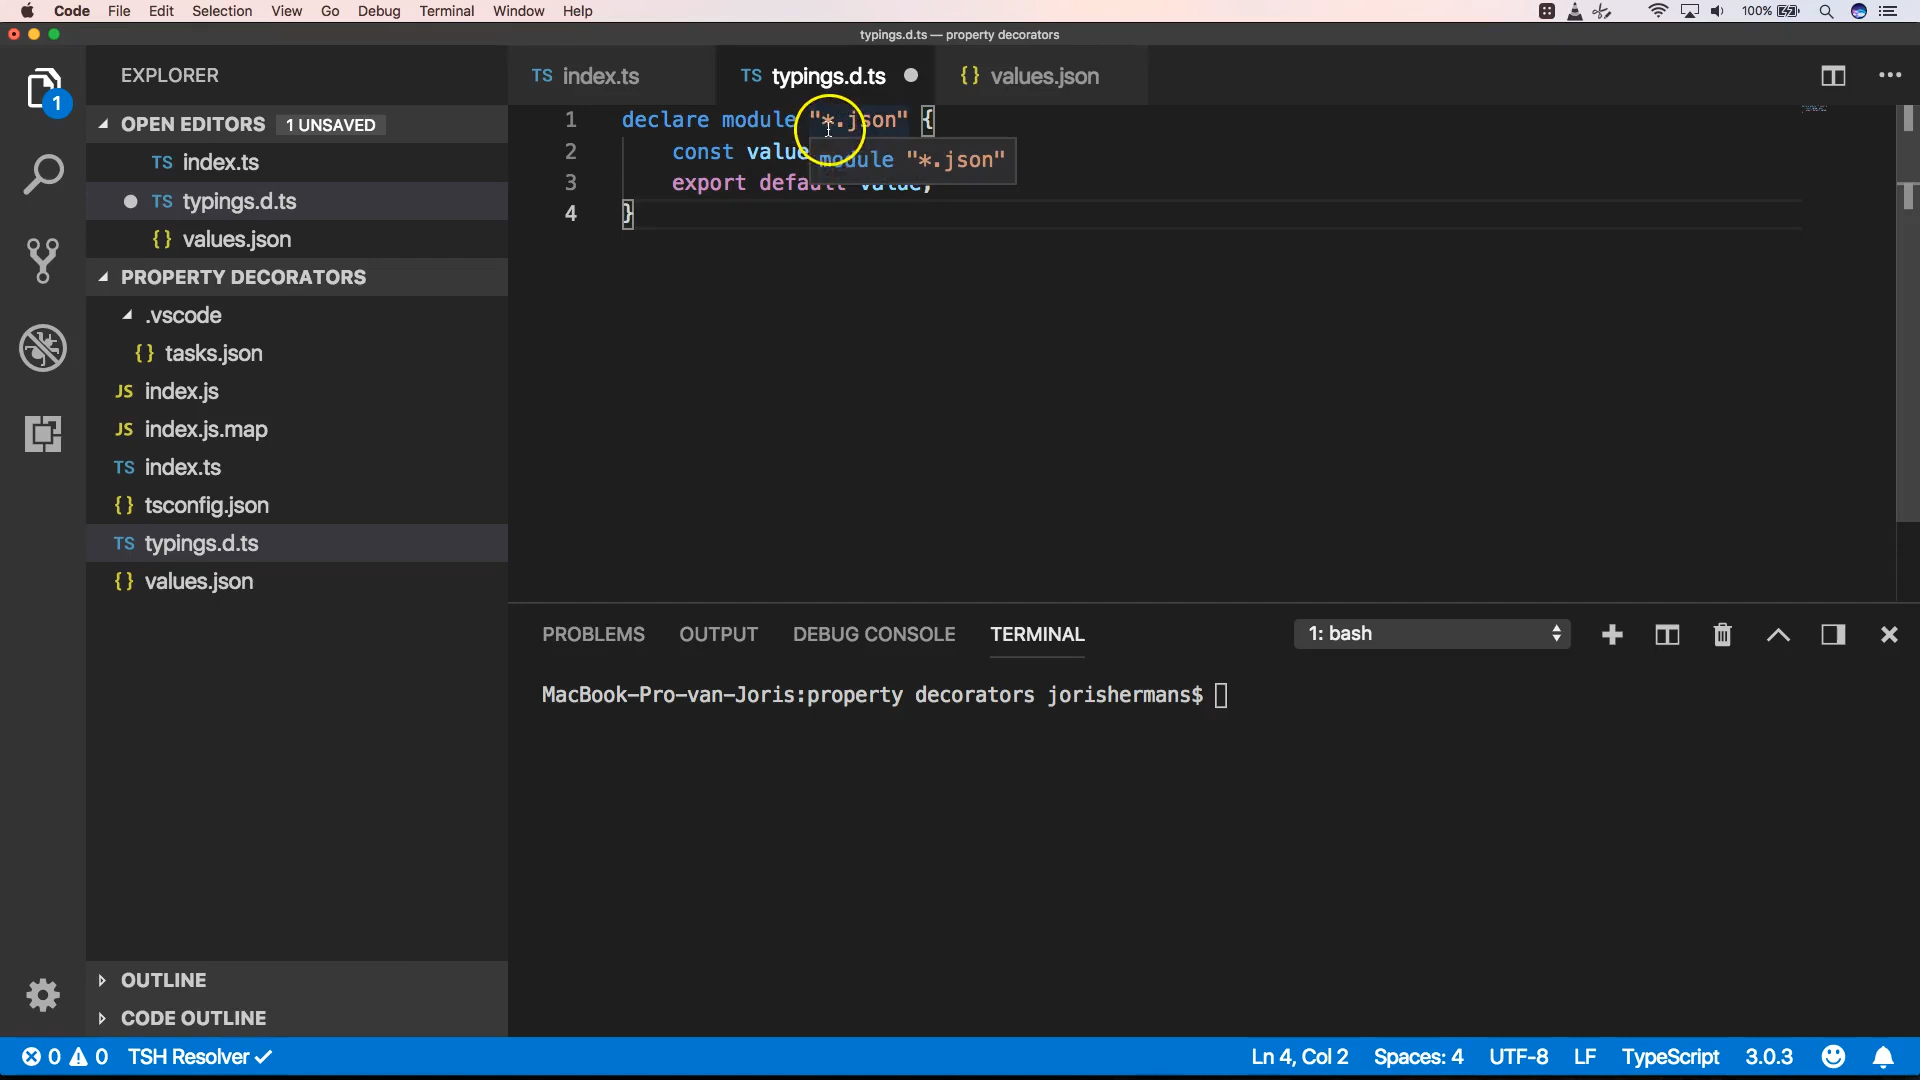 Code File Edit Selection View Go Debug Terminal Window Help 100%
typings.d.ts — property decorators
EXPLORER
OPEN EDITORS 1 UNSAVED
TS index.ts
TS typings.d.ts
{} values.json
PROPERTY DECORATORS
.vscode
{} tasks.json
JS index.js
JS index.js.map
TS index.ts
{} tsconfig.json
TS typings.d.ts
{} values.json
OUTLINE
CODE OUTLINE
1
TS index.ts TS typings.d.ts {} values.json
1 declare module "*.json" {
2 const value
module "*.json"
3 export default value;
4 }
PROBLEMS OUTPUT DEBUG CONSOLE TERMINAL 1: bash
MacBook-Pro-van-Joris:property decorators jorishermans$
0 0 TSH Resolver Ln 4, Col 2 Spaces: 4 UTF-8 LF TypeScript 3.0.3